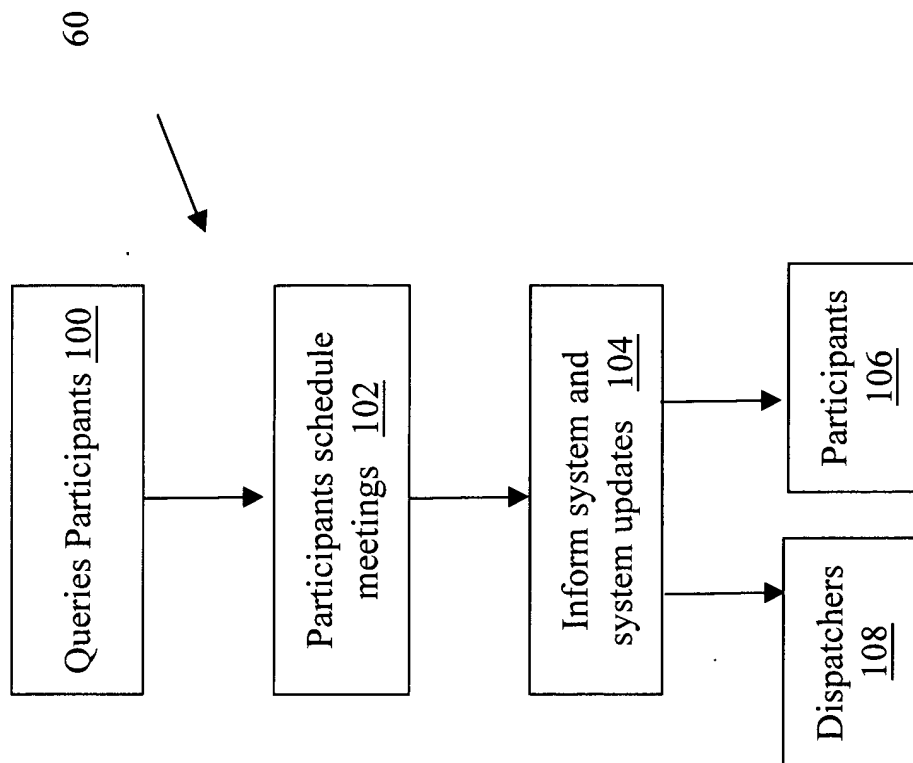 60
Queries Participants 100
Participants schedule
meetings 102
Inform system and
system updates 104
Participants
106
Dispatchers
108